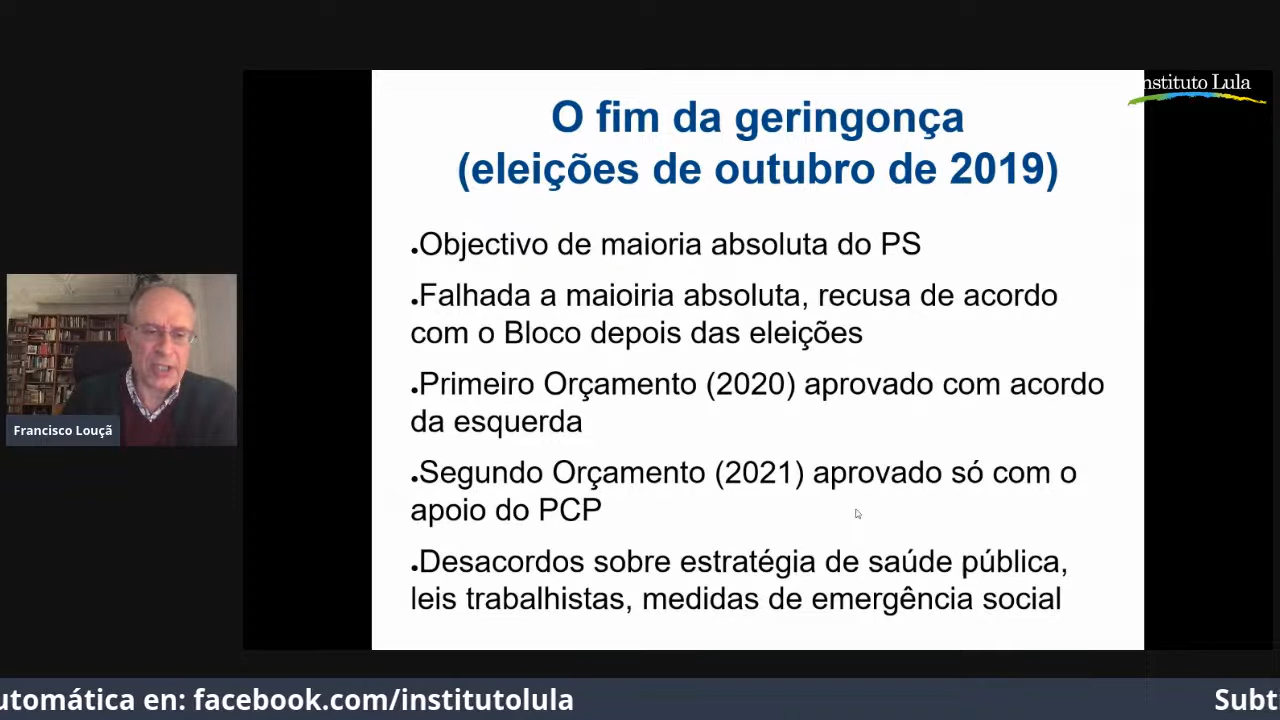 nstituto Lula
O fim da geringonça
(eleições de outubro de 2019)
•Objectivo de maioria absoluta do PS
•Falhada a maioiria absoluta, recusa de acordo
com o Bloco depois das eleições
•Primeiro Orçamento (2020) aprovado com acordo
da esquerda
•Segundo Orçamento (2021) aprovado só com o
apoio do PCP
•Desacordos sobre estratégia de saúde pública,
leis trabalhistas, medidas de emergência social
Francisco Louçã
utomática en: facebook.com/institutolula
Subt